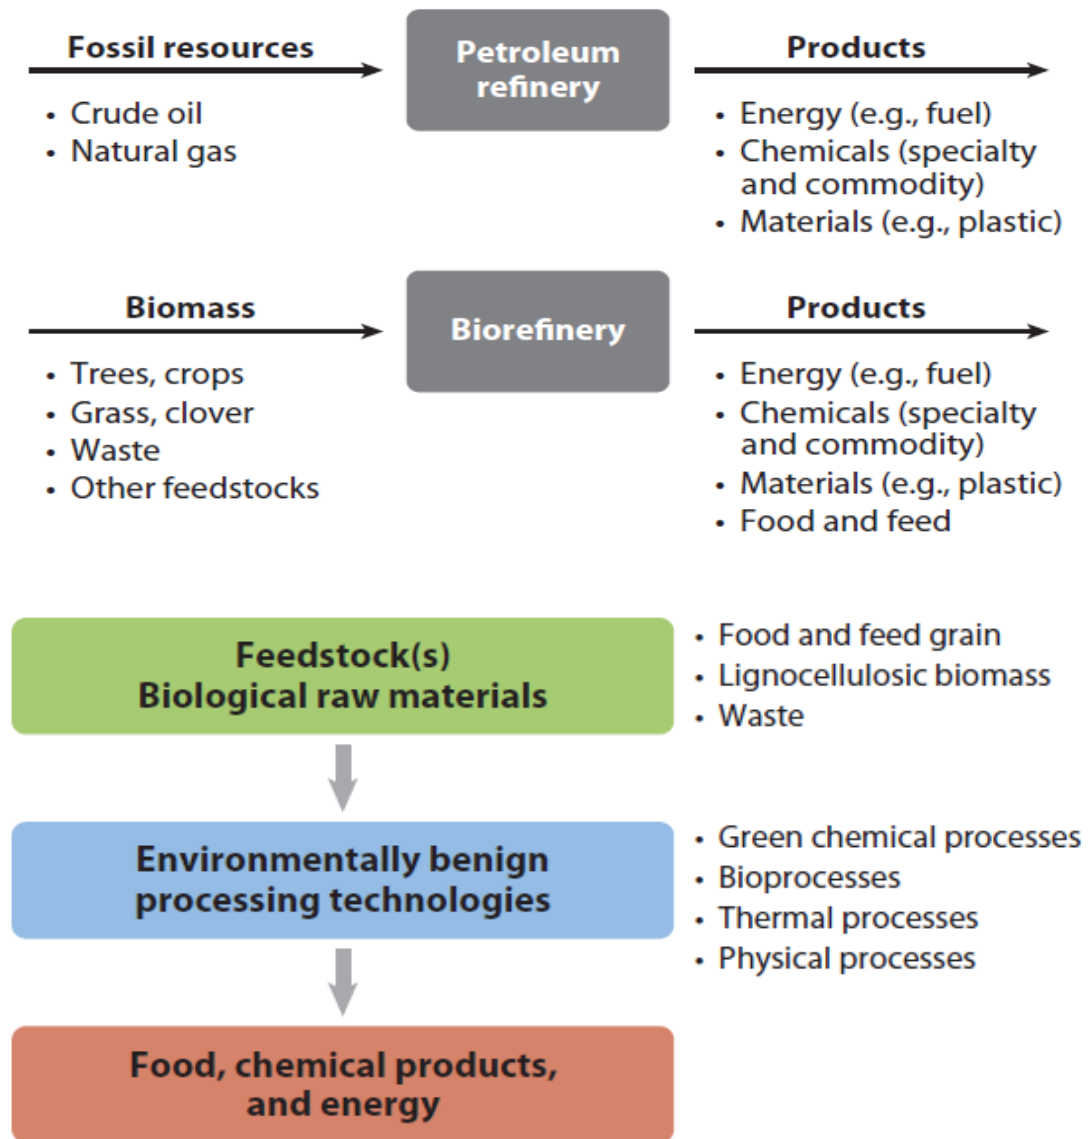 Fossil resources
• Crude oil
• Natural gas
Petroleum
refinery
Products
• Energy (e.g., fuel)
• Chemicals (specialty
and commodity)
• Materials (e.g., plastic)
Biomass
• Trees, crops
• Grass, clover
• Waste
• Other feedstocks
Biorefinery
Products
• Energy (e.g., fuel)
• Chemicals (specialty
and commodity)
• Materials (e.g., plastic)
• Food and feed
Feedstock(s)
Biological raw materials
• Food and feed grain
• Lignocellulosic biomass
• Waste
Environmentally benign
processing technologies
• Green chemical processes
• Bioprocesses
• Thermal processes
• Physical processes
Food, chemical products,
and energy